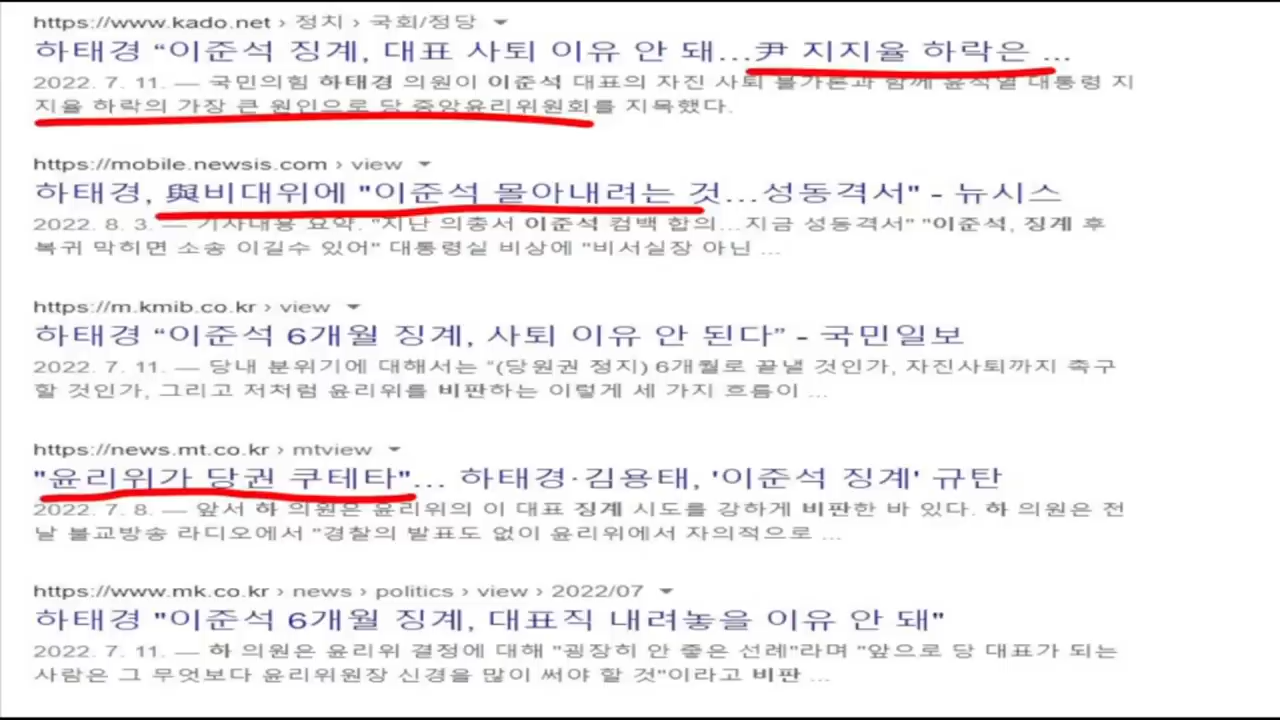 https://www.kado.net › 정치 › 국회/정당
하태경 “이준석 징계, 대표 사퇴 이유 안 돼...尹 지지율 하락은 ...
2022. 7. 11. — 국민의힘 하태경 의원이 이준석 대표의 자진 사퇴 불가론과 함께 윤석열 대통령 지
지율 하락의 가장 큰 원인으로 당 중앙윤리위원회를 지목했다.
https://mobile.newsis.com › view
하태경, 與비대위에 "이준석 몰아내려는 것...성동격서" - 뉴시스
2022. 8. 3. — 기사내용 요약. "지난 의총서 이준석 컴백 합의...지금 성동격서" "이준석, 징계 후
복귀 막히면 소송 이길수 있어" 대통령실 비상에 "비서실장 아닌 ...
https://m.kmib.co.kr › view
하태경 “이준석 6개월 징계, 사퇴 이유 안 된다” - 국민일보
2022. 7. 11. — 당내 분위기에 대해서는 “(당원권 정지) 6개월로 끝낼 것인가, 자진사퇴까지 촉구
할 것인가, 그리고 저처럼 윤리위를 비판하는 이렇게 세 가지 흐름이 ...
https://news.mt.co.kr › mtview
"윤리위가 당권 쿠테타"... 하태경·김용태, '이준석 징계' 규탄
2022. 7. 8. — 앞서 하 의원은 윤리위의 이 대표 징계 시도를 강하게 비판한 바 있다. 하 의원은 전
날 불교방송 라디오에서 "경찰의 발표도 없이 윤리위에서 자의적으로 ...
https://www.mk.co.kr › news › politics › view › 2022/07
하태경 "이준석 6개월 징계, 대표직 내려놓을 이유 안 돼"
2022. 7. 11. — 하 의원은 윤리위 결정에 대해 "굉장히 안 좋은 선례"라며 "앞으로 당 대표가 되는
사람은 그 무엇보다 윤리위원장 신경을 많이 써야 할 것"이라고 비판 ...